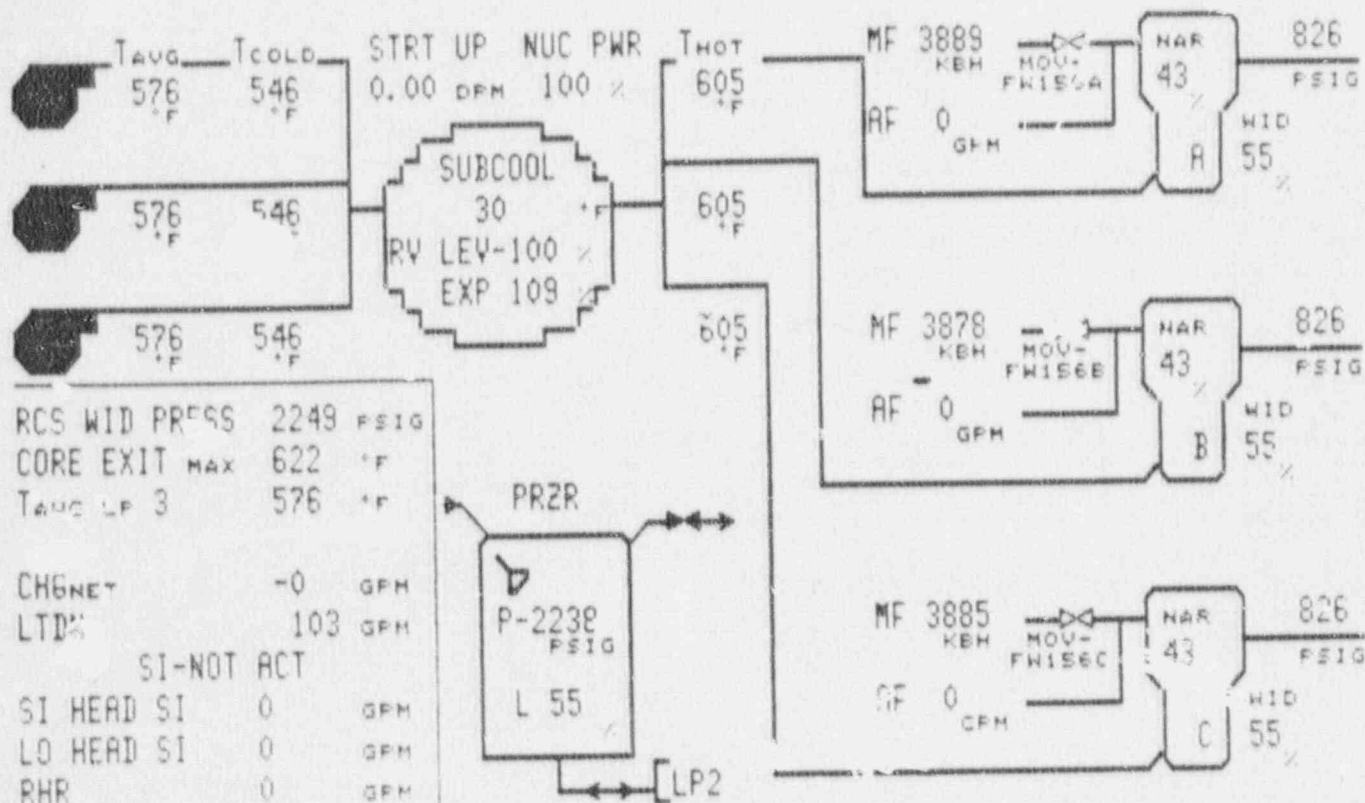 TAVG TCOLD STRT UP NUC PWR THOT MF 3889 KBH MOV- NAR 826
576 °F 546 °F 0.00 DPM 100 % 605 °F FW156A 43 % PSIG
AF 0 GPM A WID 55 %
SUBCOOL
576 °F 546 30 °F 605 °F
RV LEV-100 %
EXP 109 %
576 °F 546 °F 605 °F MF 3878 KBH MOV- FW156B NAR 43 % 826 PSIG
AF 0 GPM B WID 55 %
RCS WID PRESS 2249 PSIG
CORE EXIT MAX 622 °F
TAVG LP 3 576 °F
PRZR
CHGNET -0 GPM
LTDN 103 GPM
P-2238 PSIG
MF 3885 KBH MOV- FW156C NAR 43 % 826 PSIG
SI-NOT ACT
L 55 %
SI HEAD SI 0 GPM
0 GPM C WID 55 %
LO HEAD SI 0 GPM
RHR 0 GPM
LP2